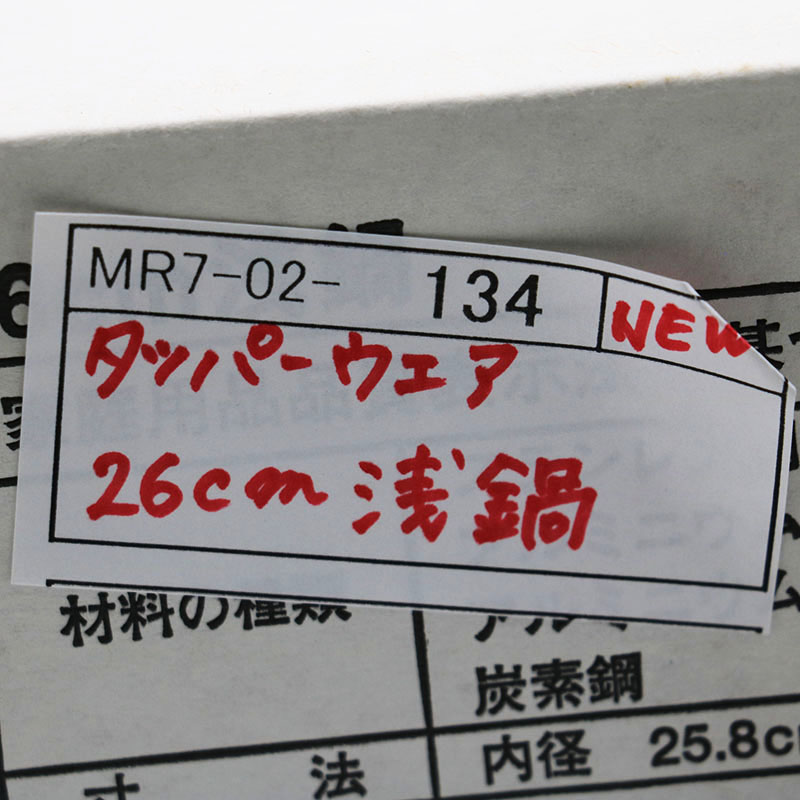 MR7-02- 134 NEW
タッパーウェア
26cm 浅鍋
材料の種類
炭素鋼
寸 法 内径 25.8c